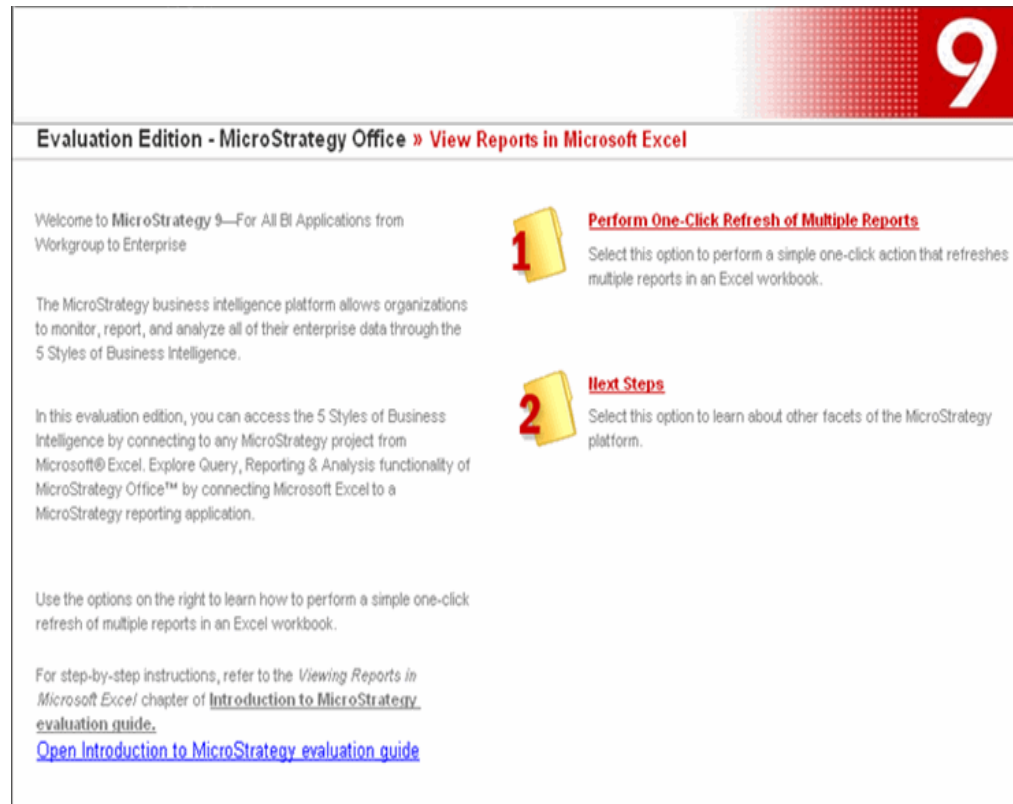 9
Evaluation Edition - MicroStrategy Office » View Reports in Microsoft Excel
Welcome to MicroStrategy 9—For All BI Applications from
Workgroup to Enterprise
The MicroStrategy business intelligence platform allows organizations
to monitor, report, and analyze all of their enterprise data through the
5 Styles of Business Intelligence.
In this evaluation edition, you can access the 5 Styles of Business
Intelligence by connecting to any MicroStrategy project from
Microsoft® Excel. Explore Query, Reporting & Analysis functionality of
MicroStrategy Office™ by connecting Microsoft Excel to a
MicroStrategy reporting application.
Use the options on the right to learn how to perform a simple one-click
refresh of multiple reports in an Excel workbook.
For step-by-step instructions, refer to the Viewing Reports in
Microsoft Excel chapter of Introduction to MicroStrategy
evaluation guide.
Open Introduction to MicroStrategy evaluation guide
1
Perform One-Click Refresh of Multiple Reports
Select this option to perform a simple one-click action that refreshes
multiple reports in an Excel workbook.
2
Next Steps
Select this option to learn about other facets of the MicroStrategy
platform.